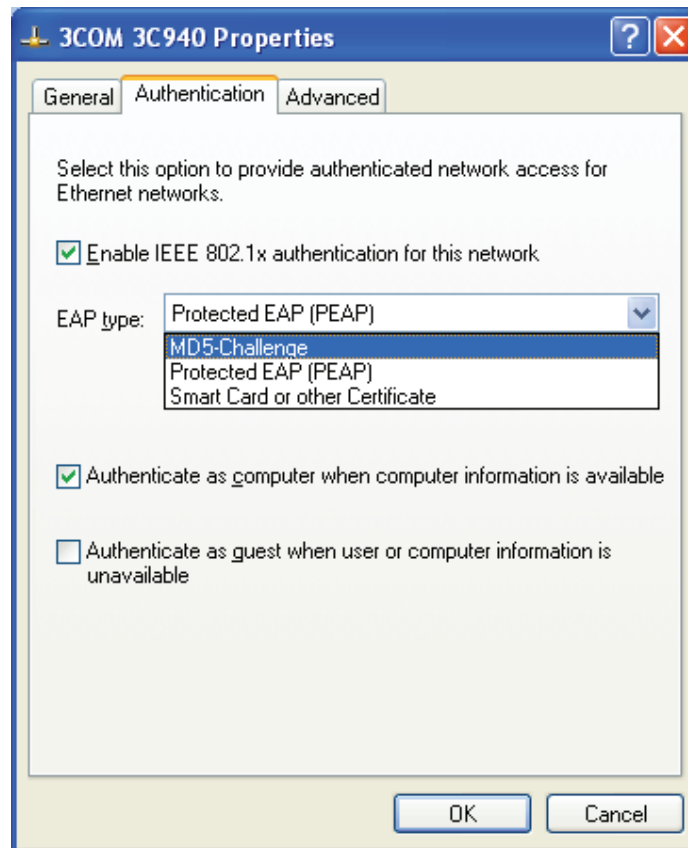 3COM 3C940 Properties
General Authentication Advanced
Select this option to provide authenticated network access for
Ethernet networks.
Enable IEEE 802.1x authentication for this network
EAP type: Protected EAP (PEAP)
MD5-Challenge
Protected EAP (PEAP)
Smart Card or other Certificate
Authenticate as computer when computer information is available
Authenticate as guest when user or computer information is
unavailable
OK Cancel